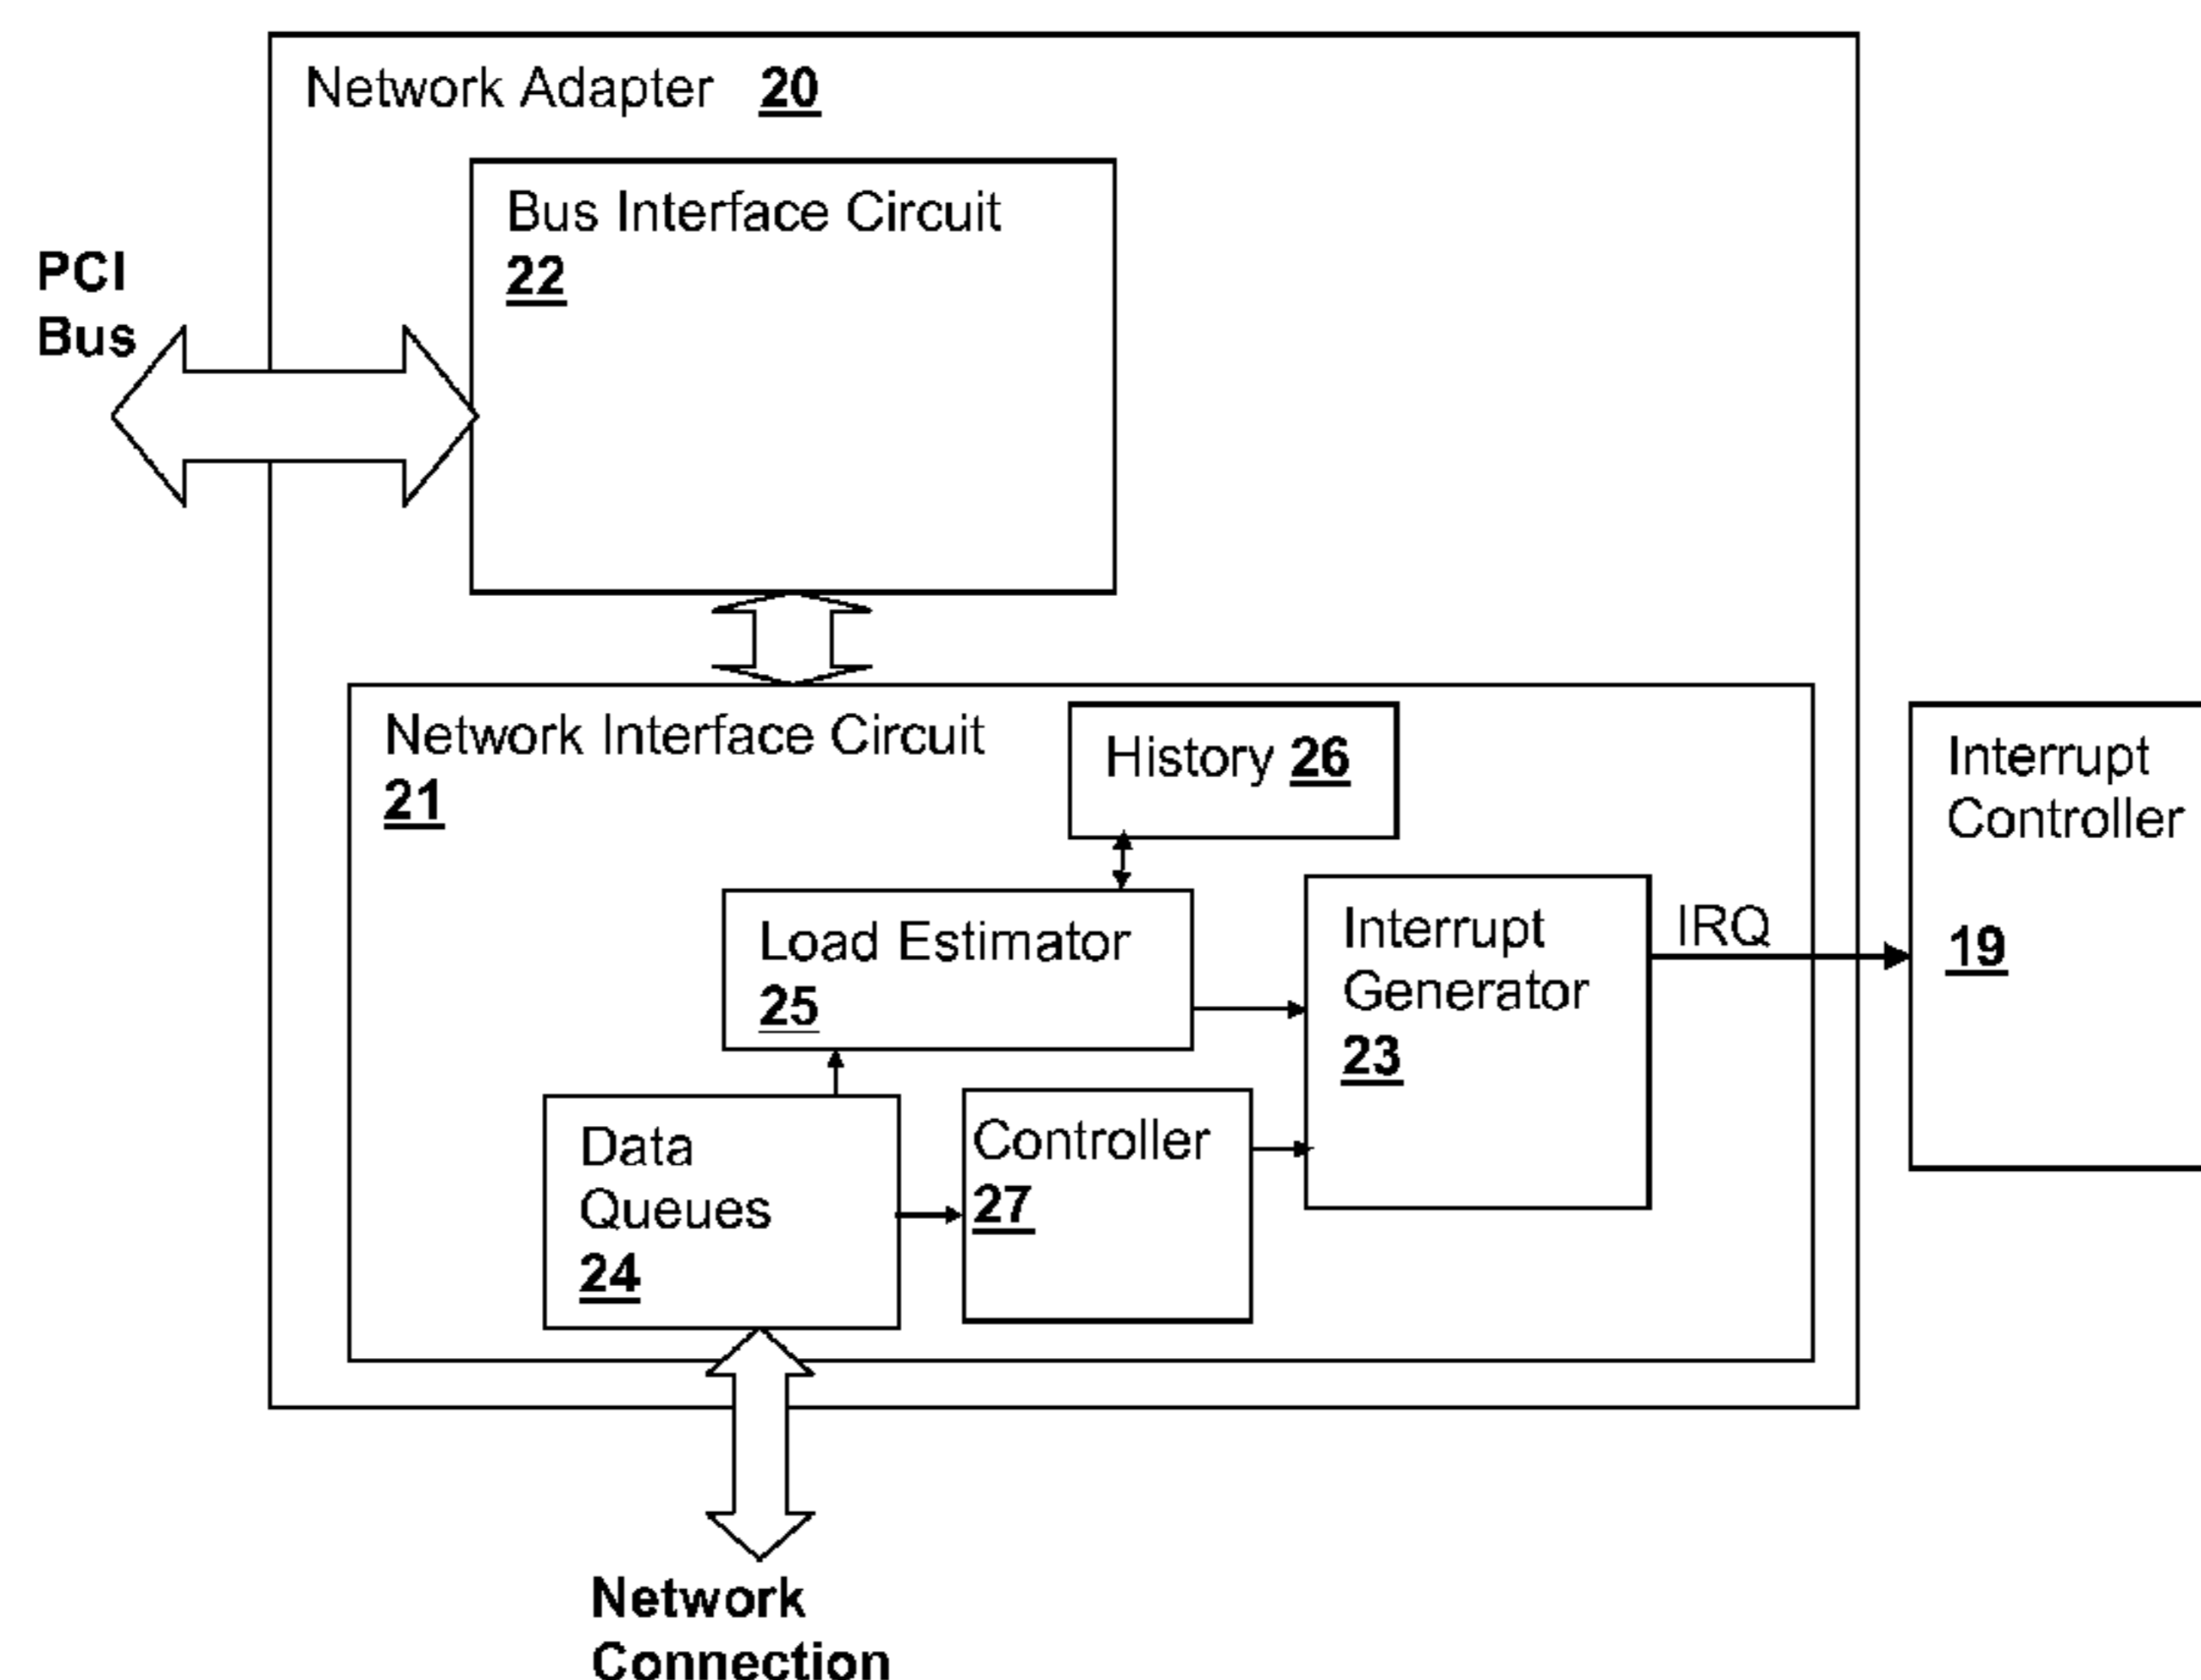 Network Adapter 20
Bus Interface Circuit
22
PCI
Bus
Network Interface Circuit
21
History 26
Interrupt
Controller
19
Load Estimator
25
Interrupt
Generator
23
IRQ
Data
Queues
24
Controller
27
Network
Connection